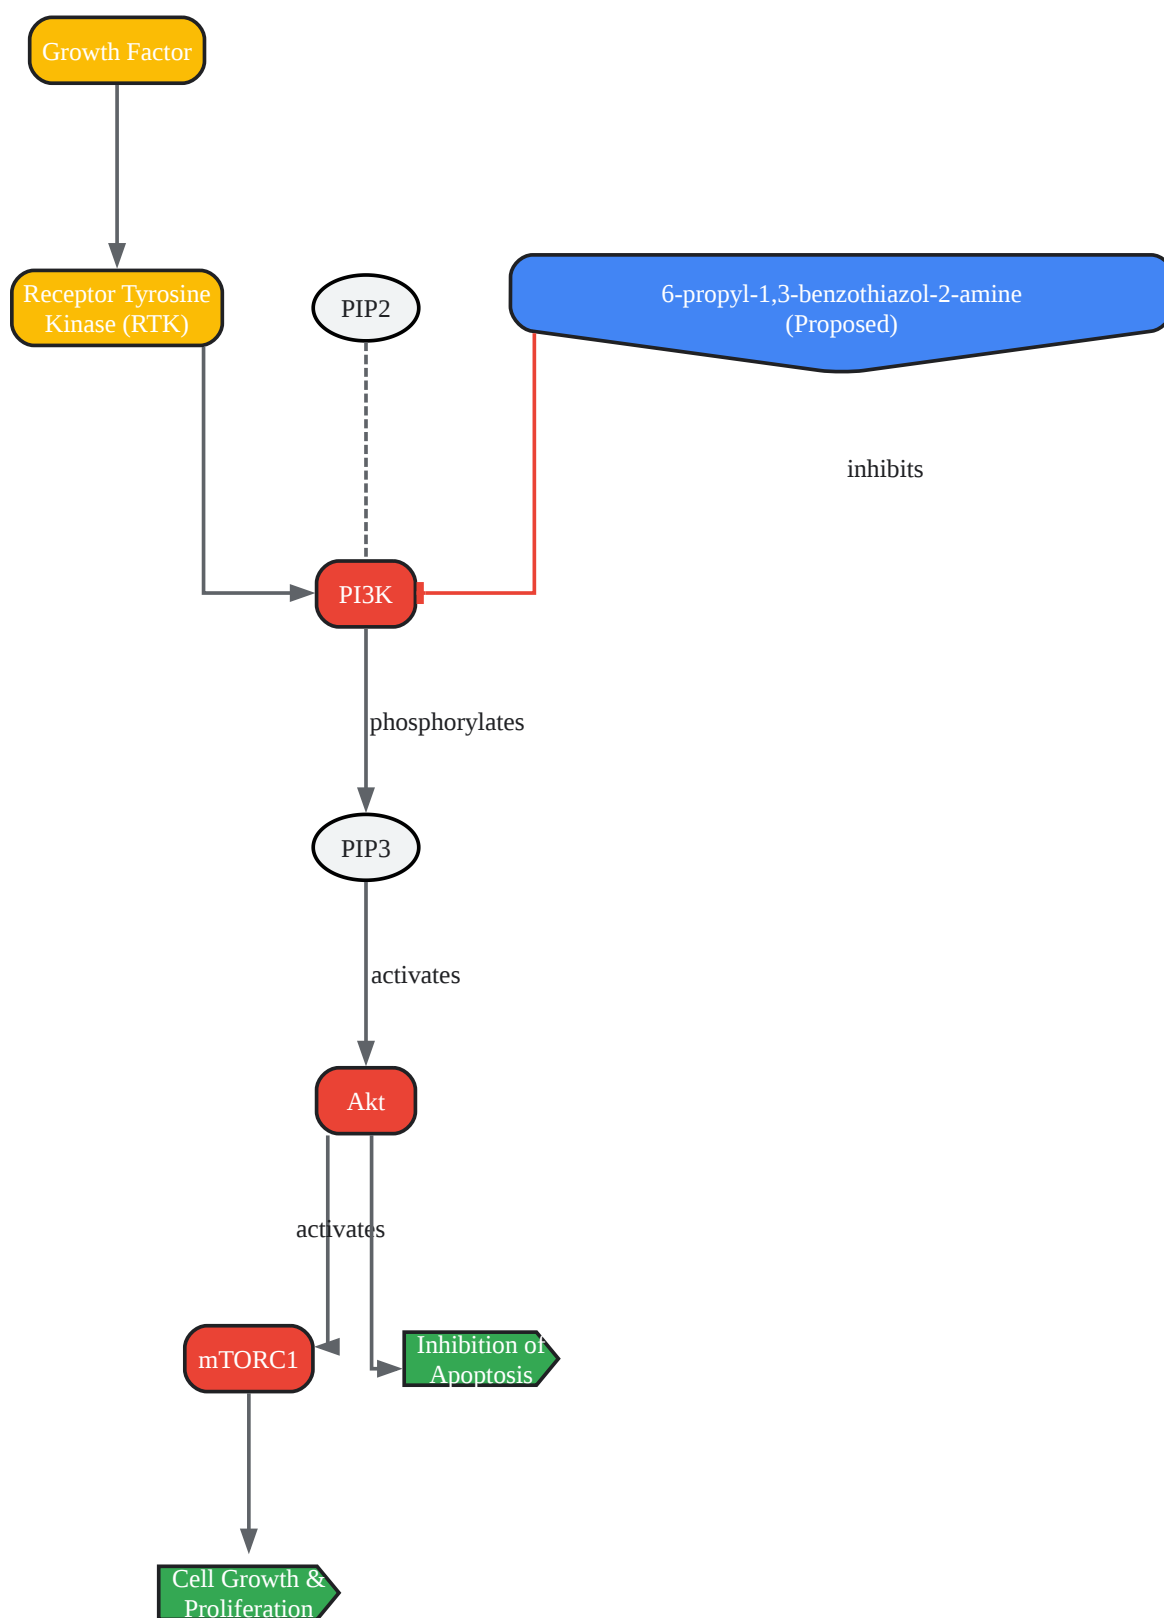 Growth Factor
Receptor Tyrosine
Kinase (RTK)
PIP2
6-propyl-1,3-benzothiazol-2-amine
(Proposed)
inhibits
PI3K
phosphorylates
PIP3
activates
Akt
activates
mTORC1
Inhibition of
Apoptosis
Cell Growth &
Proliferation